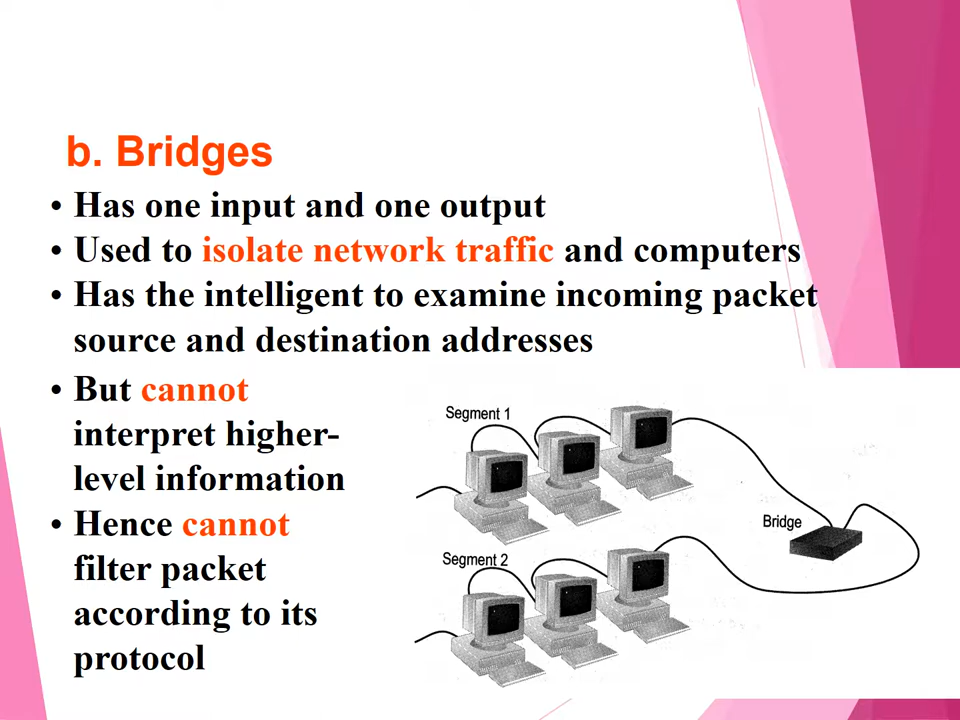 b. Bridges
• Has one input and one output
• Used to isolate network traffic and computers
• Has the intelligent to examine incoming packet
source and destination addresses
• But cannot
interpret higher-
level information
• Hence cannot
filter packet
according to its
protocol
Segment 1
Bridge
Segment 2